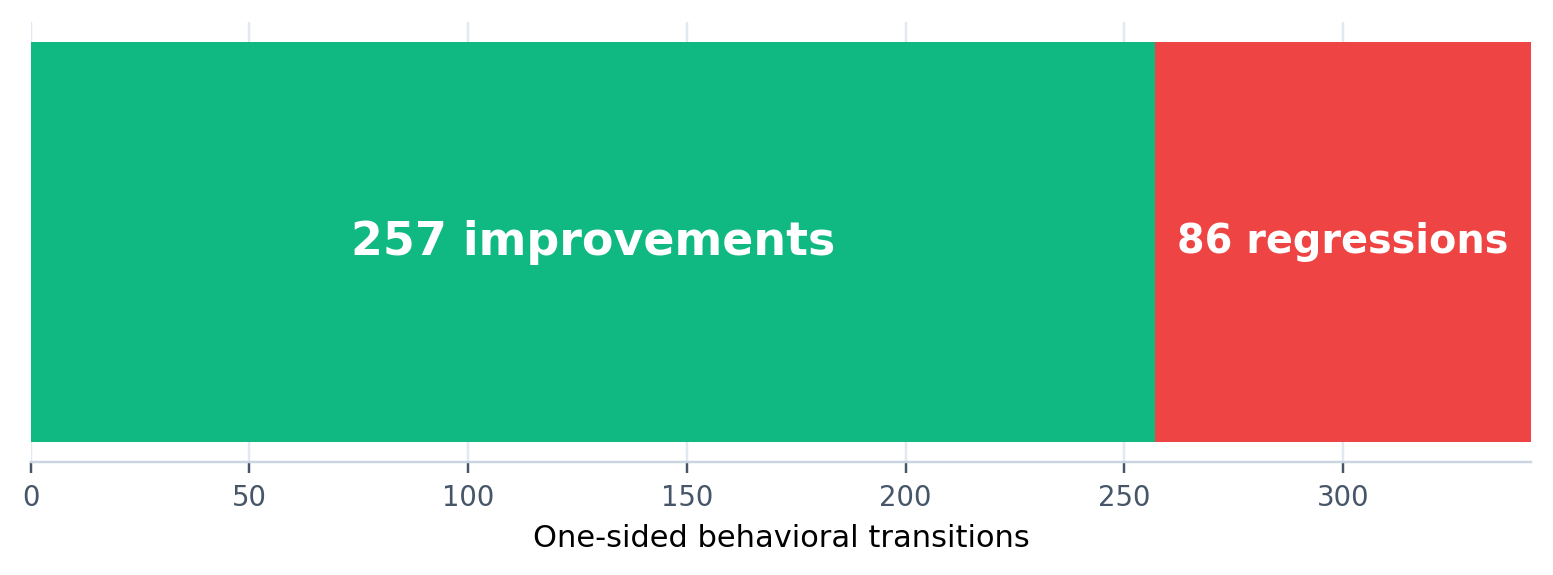 257 improvements
86 regressions
0 50 100 150 200 250 300
One-sided behavioral transitions